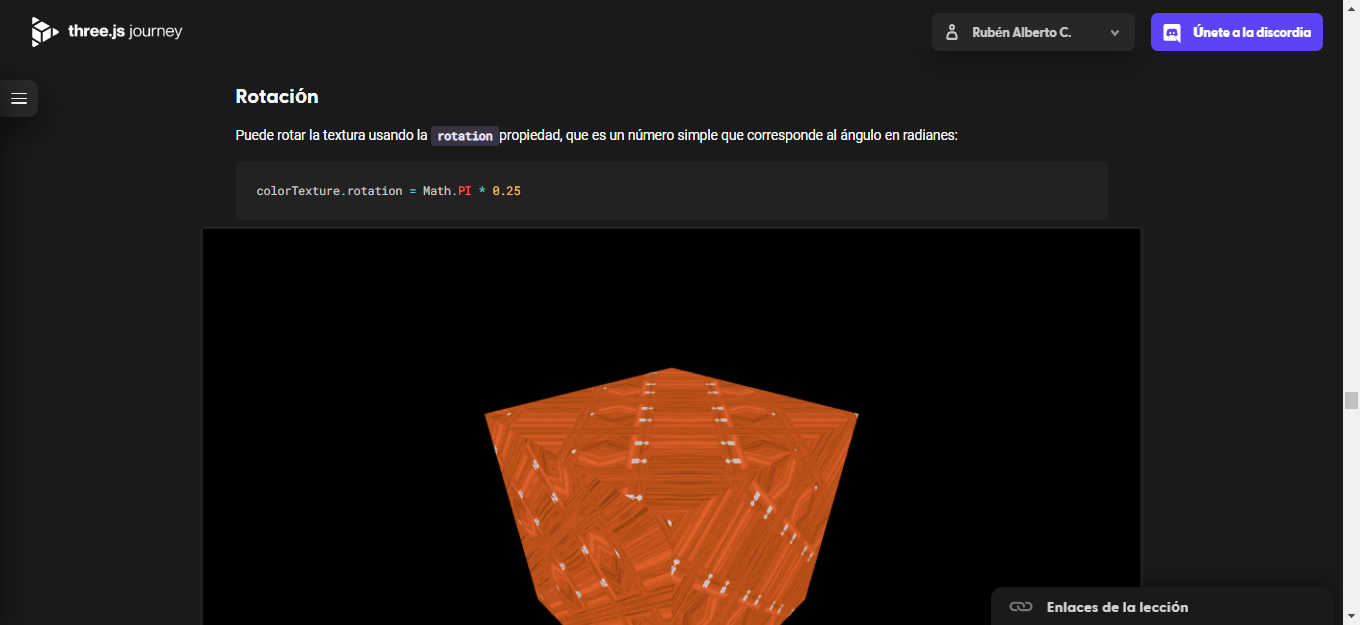 three.js journey
Rubén Alberto C.
Únete a la discordia
Rotación
Puede rotar la textura usando la rotation propiedad, que es un número simple que corresponde al ángulo en radianes:
colorTexture.rotation = Math.PI * 0.25
Enlaces de la lección